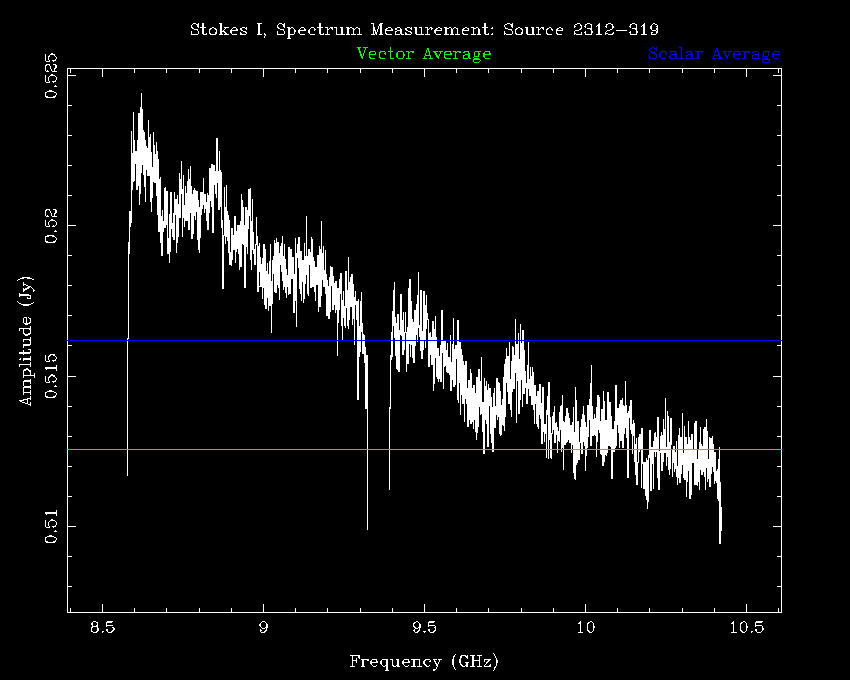 Stokes I, Spectrum Measurement: Source 2312-319
Vector Average Scalar Average
0.525
0.52
0.515
0.51
Amplitude (Jy)
8.5 9 9.5 10 10.5
Frequency (GHz)